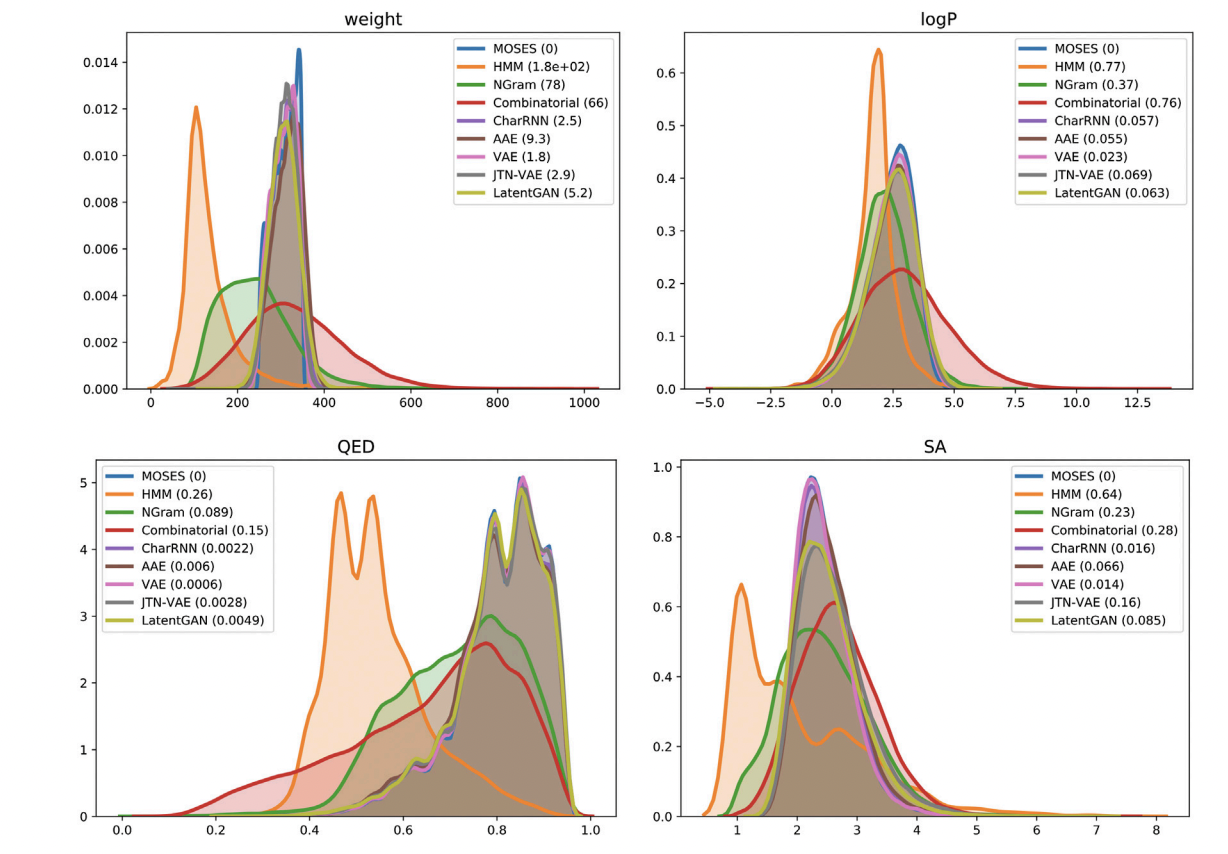 weight
0.014
0.012
0.010
0.008
0.006
0.004
0.002
0.000
0 200 400 600 800 1000
MOSES (0)
HMM (1.8e+02)
NGram (78)
Combinatorial (66)
CharRNN (2.5)
AAE (9.3)
VAE (1.8)
JTN-VAE (2.9)
LatentGAN (5.2)
logP
0.6
0.5
0.4
0.3
0.2
0.1
0.0
−5.0 −2.5 0.0 2.5 5.0 7.5 10.0 12.5
MOSES (0)
HMM (0.77)
NGram (0.37)
Combinatorial (0.76)
CharRNN (0.057)
AAE (0.055)
VAE (0.023)
JTN-VAE (0.069)
LatentGAN (0.063)
QED
5
4
3
2
1
0
0.0 0.2 0.4 0.6 0.8 1.0
MOSES (0)
HMM (0.26)
NGram (0.089)
Combinatorial (0.15)
CharRNN (0.0022)
AAE (0.006)
VAE (0.0006)
JTN-VAE (0.0028)
LatentGAN (0.0049)
SA
1.0
0.8
0.6
0.4
0.2
0.0
1 2 3 4 5 6 7 8
MOSES (0)
HMM (0.64)
NGram (0.23)
Combinatorial (0.28)
CharRNN (0.016)
AAE (0.066)
VAE (0.014)
JTN-VAE (0.16)
LatentGAN (0.085)